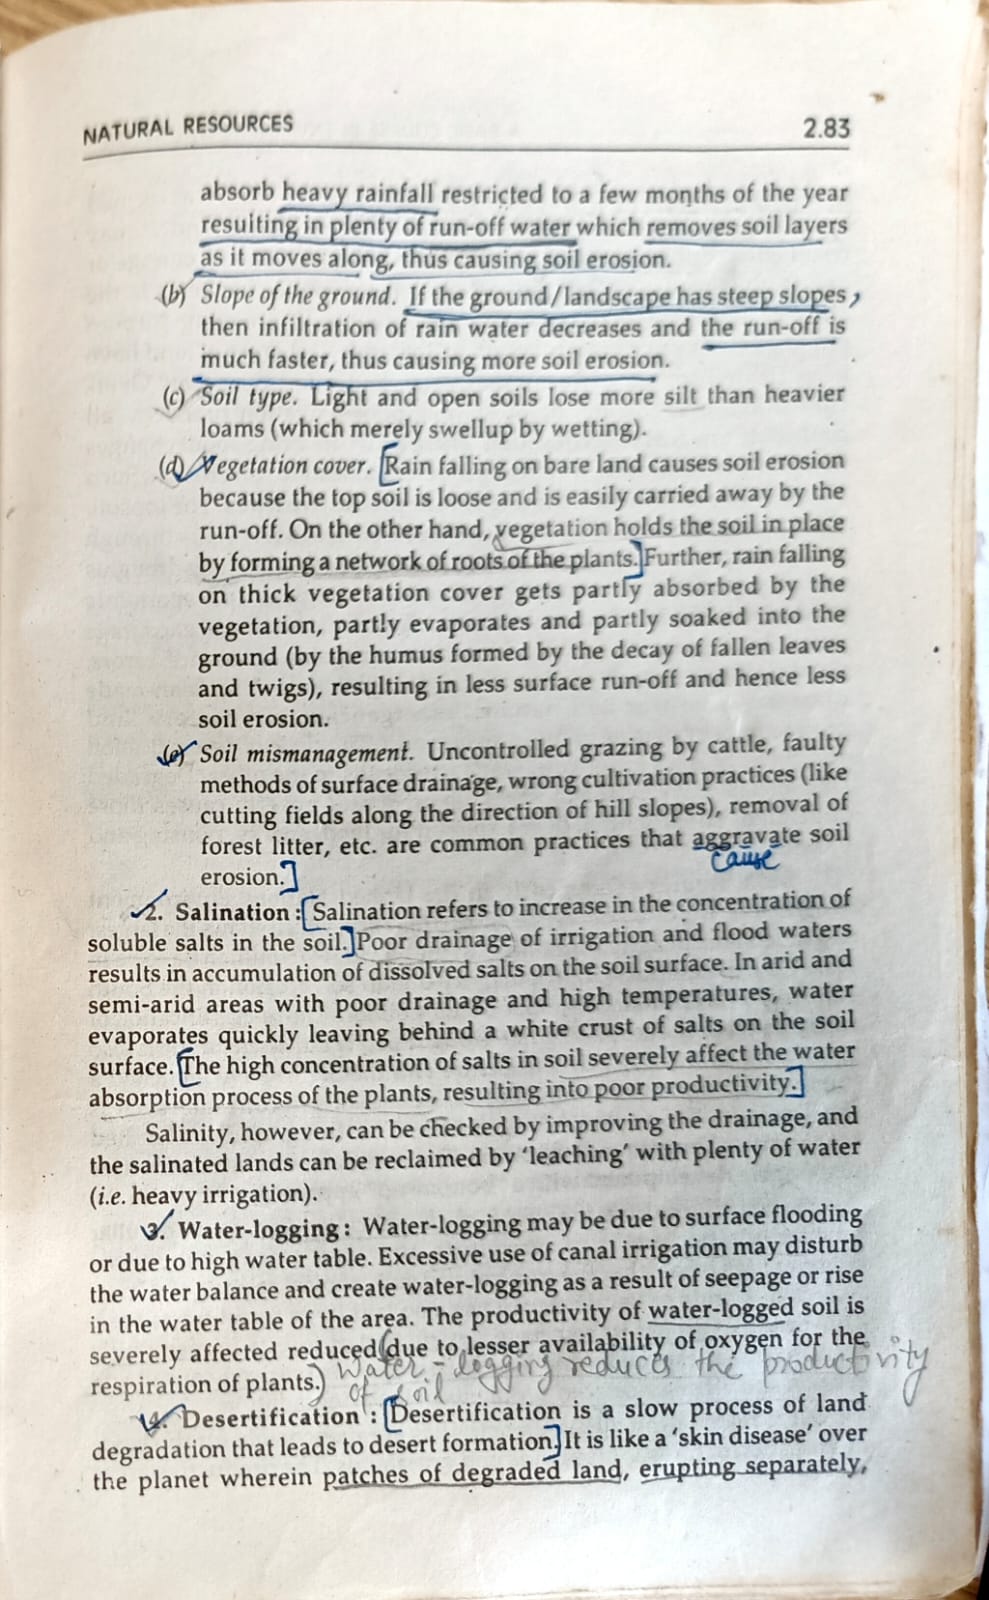 NATURAL RESOURCES 2.83
absorb heavy rainfall restricted to a few months of the year
resulting in plenty of run-off water which removes soil layers
as it moves along, thus causing soil erosion.
(b) Slope of the ground. If the ground/landscape has steep slopes,
then infiltration of rain water decreases and the run-off is
much faster, thus causing more soil erosion.
(c) Soil type. Light and open soils lose more silt than heavier
loams (which merely swellup by wetting).
(d) Vegetation cover. [Rain falling on bare land causes soil erosion
because the top soil is loose and is easily carried away by the
run-off. On the other hand, vegetation holds the soil in place
by forming a network of roots of the plants.] Further, rain falling
on thick vegetation cover gets partly absorbed by the
vegetation, partly evaporates and partly soaked into the
ground (by the humus formed by the decay of fallen leaves
and twigs), resulting in less surface run-off and hence less
soil erosion.
(e) Soil mismanagement. Uncontrolled grazing by cattle, faulty
methods of surface drainage, wrong cultivation practices (like
cutting fields along the direction of hill slopes), removal of
forest litter, etc. are common practices that aggravate soil
cause
erosion.]
2. Salination : [Salination refers to increase in the concentration of
soluble salts in the soil.] Poor drainage of irrigation and flood waters
results in accumulation of dissolved salts on the soil surface. In arid and
semi-arid areas with poor drainage and high temperatures, water
evaporates quickly leaving behind a white crust of salts on the soil
surface. [The high concentration of salts in soil severely affect the water
absorption process of the plants, resulting into poor productivity.]
Salinity, however, can be checked by improving the drainage, and
the salinated lands can be reclaimed by 'leaching' with plenty of water
(i.e. heavy irrigation).
3. Water-logging : Water-logging may be due to surface flooding
or due to high water table. Excessive use of canal irrigation may disturb
the water balance and create water-logging as a result of seepage or rise
in the water table of the area. The productivity of water-logged soil is
severely affected reduced (due to lesser availability of oxygen for the
respiration of plants.) Water-logging reduces the productivity
of soil
4. Desertification : [Desertification is a slow process of land
degradation that leads to desert formation.] It is like a 'skin disease' over
the planet wherein patches of degraded land, erupting separately,